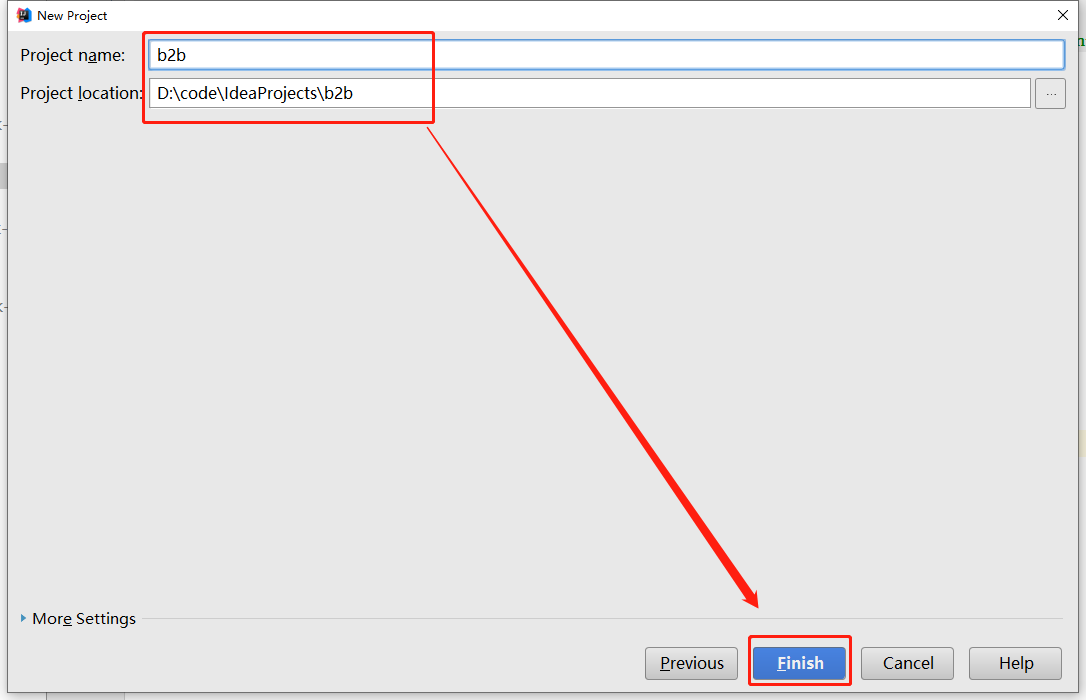 New Project
Project name: b2b
Project location: D:\code\IdeaProjects\b2b
...
More Settings
Previous Finish Cancel Help